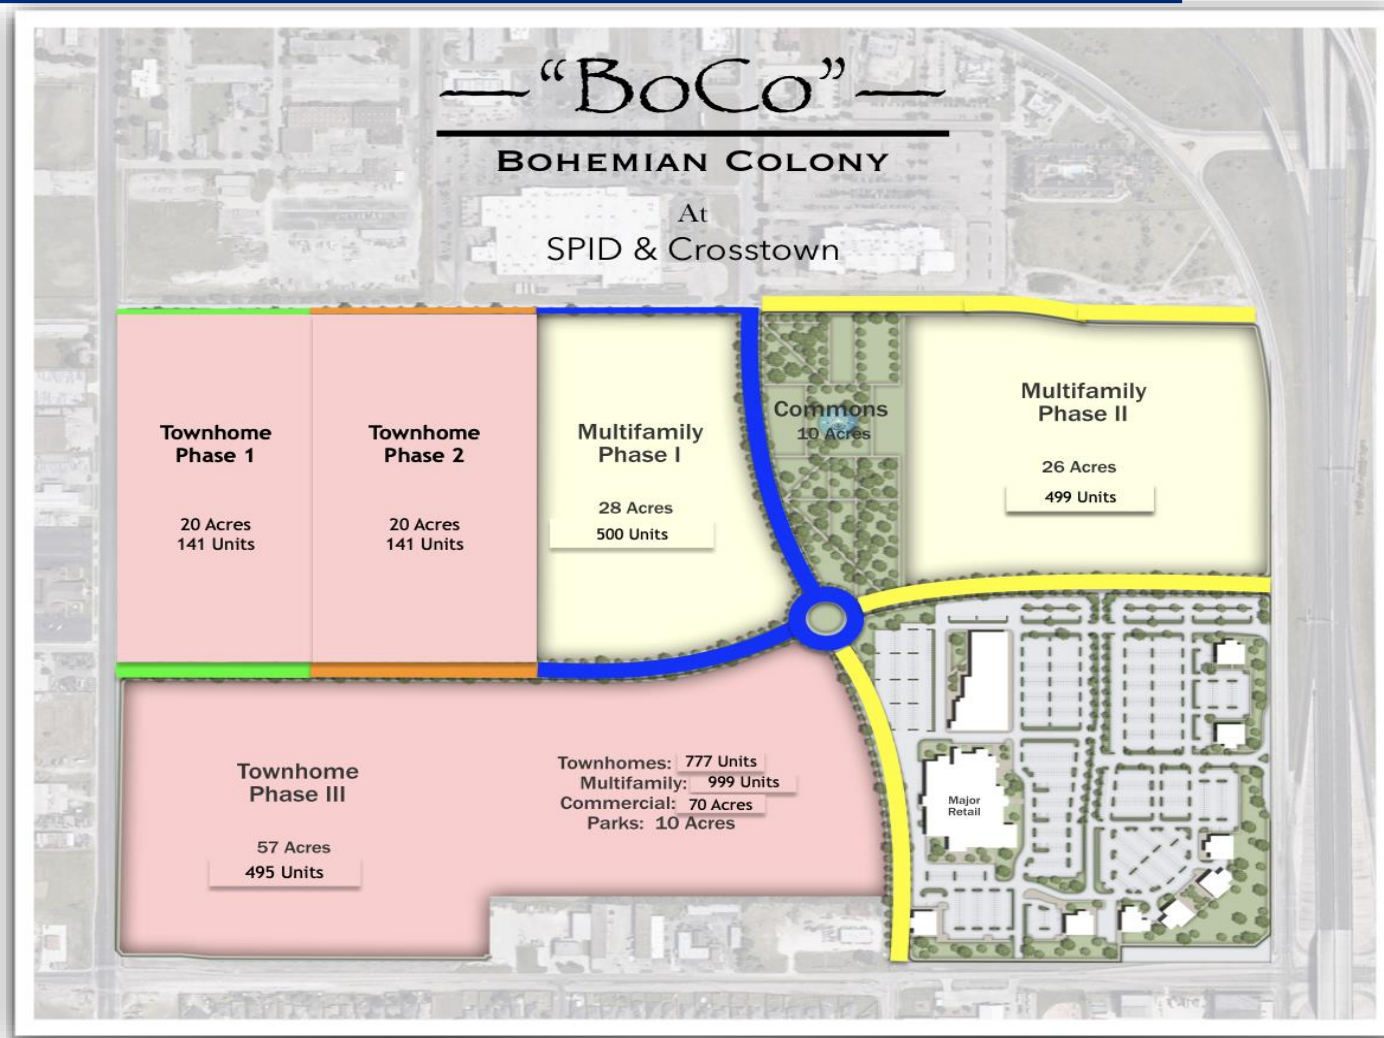 "BoCo"
BOHEMIAN COLONY
At
SPID & Crosstown
Townhome
Phase 1
20 Acres
141 Units
Townhome
Phase 2
20 Acres
141 Units
Multifamily
Phase I
28 Acres
500 Units
Commons
10 Acres
Multifamily
Phase II
26 Acres
499 Units
Townhome
Phase III
57 Acres
495 Units
Townhomes: 777 Units
Multifamily: 999 Units
Commercial: 70 Acres
Parks: 10 Acres
Major
Retail